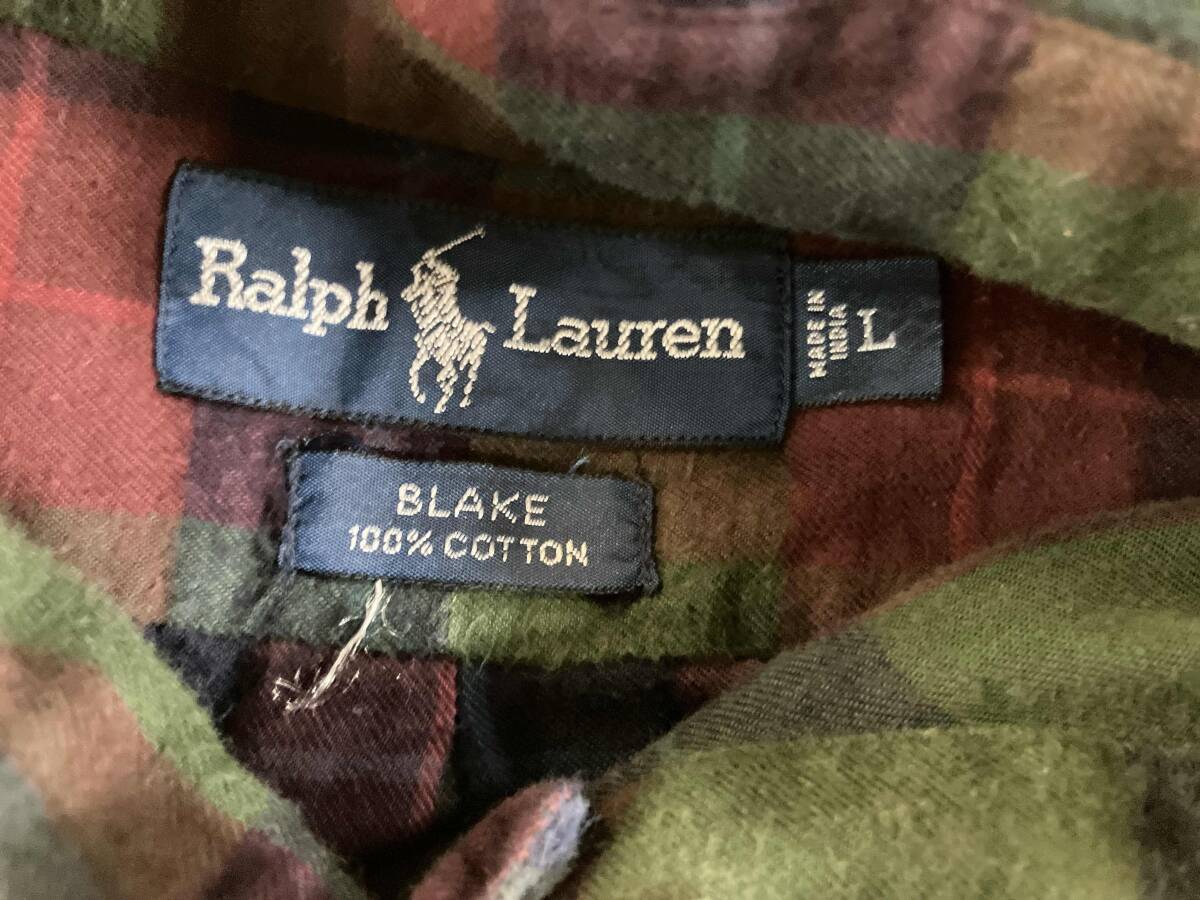 Ralph Lauren
MADE IN
INDIA
L
BLAKE
100% COTTON